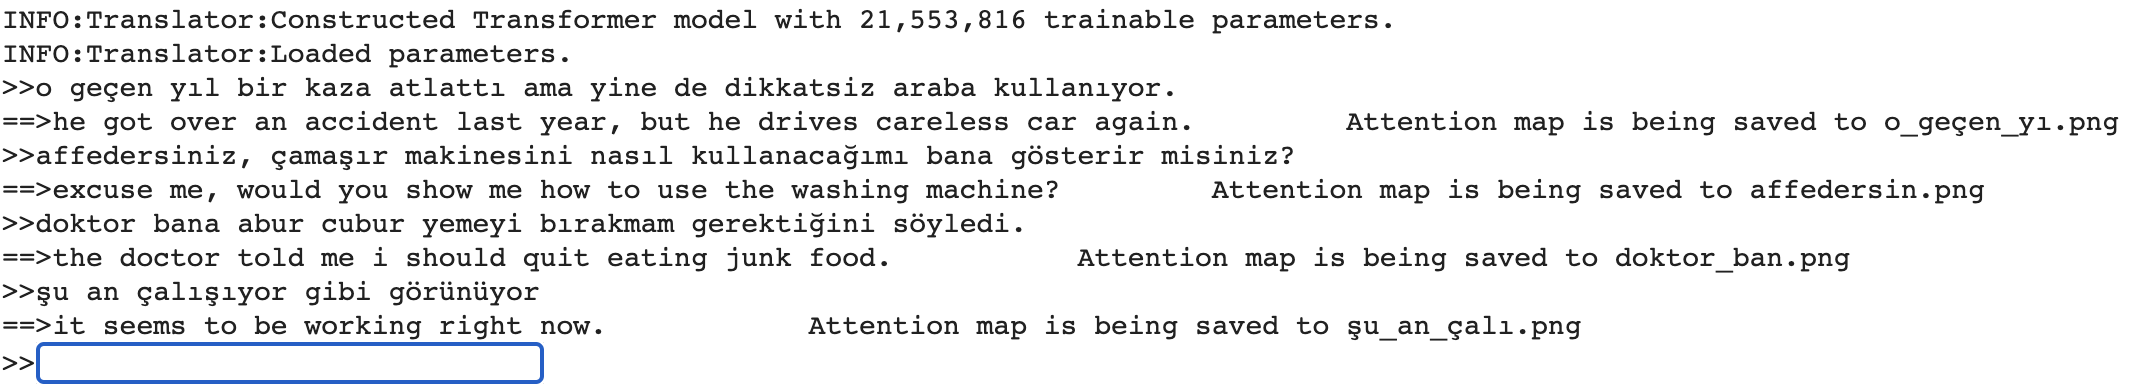 INFO:Translator:Constructed Transformer model with 21,553,816 trainable parameters.
INFO:Translator:Loaded parameters.
>>o geçen yıl bir kaza atlattı ama yine de dikkatsiz araba kullanıyor.
==>he got over an accident last year, but he drives careless car again.         Attention map is being saved to o_geçen_yı.png
>>affedersiniz, çamaşır makinesini nasıl kullanacağımı bana gösterir misiniz?
==>excuse me, would you show me how to use the washing machine?         Attention map is being saved to affedersin.png
>>doktor bana abur cubur yemeyi bırakmam gerektiğini söyledi.
==>the doctor told me i should quit eating junk food.           Attention map is being saved to doktor_ban.png
>>şu an çalışıyor gibi görünüyor
==>it seems to be working right now.            Attention map is being saved to şu_an_çalı.png
>>